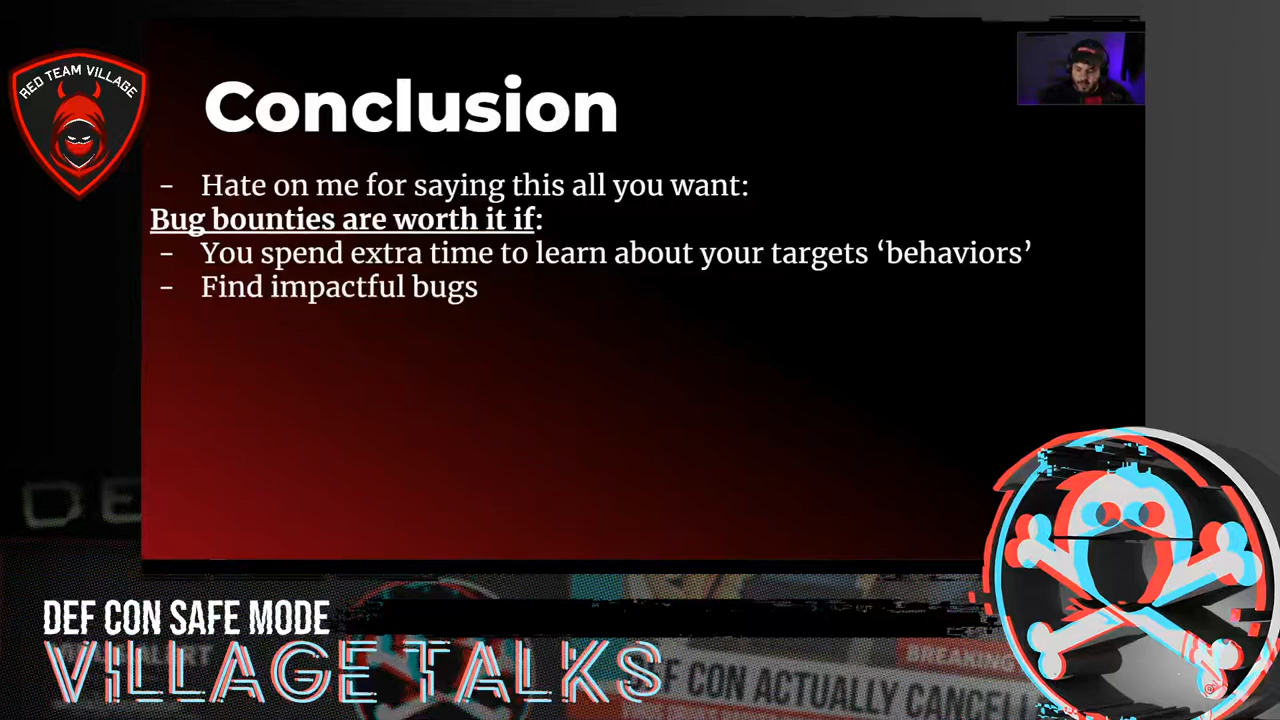 RED TEAM VILLAGE
Conclusion
- Hate on me for saying this all you want:
Bug bounties are worth it if:
- You spend extra time to learn about your targets ‘behaviors’
- Find impactful bugs
DE
DEF CON SAFE MODE
VILLAGE TALKS
BREAKING
DEF CON ACTUALLY CANCELL